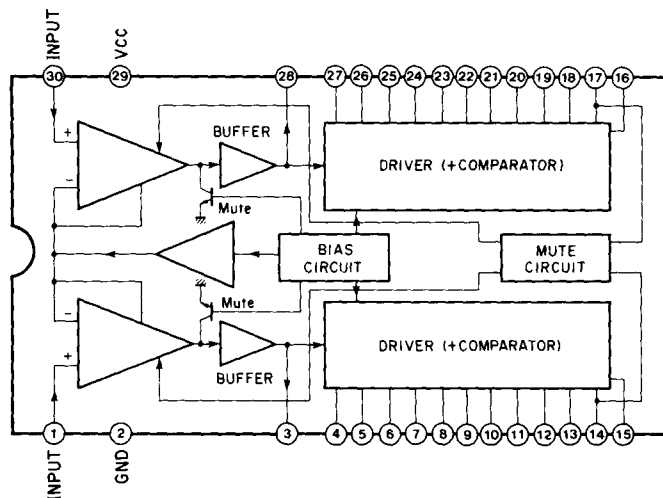 INPUT
VCC
30 29 28 27 26 25 24 23 22 21 20 19 18 17 16
+
−
BUFFER
DRIVER (+COMPARATOR)
Mute
BIAS
CIRCUIT
MUTE
CIRCUIT
Mute
−
+
BUFFER
DRIVER (+COMPARATOR)
1 2 3 4 5 6 7 8 9 10 11 12 13 14 15
INPUT
GND